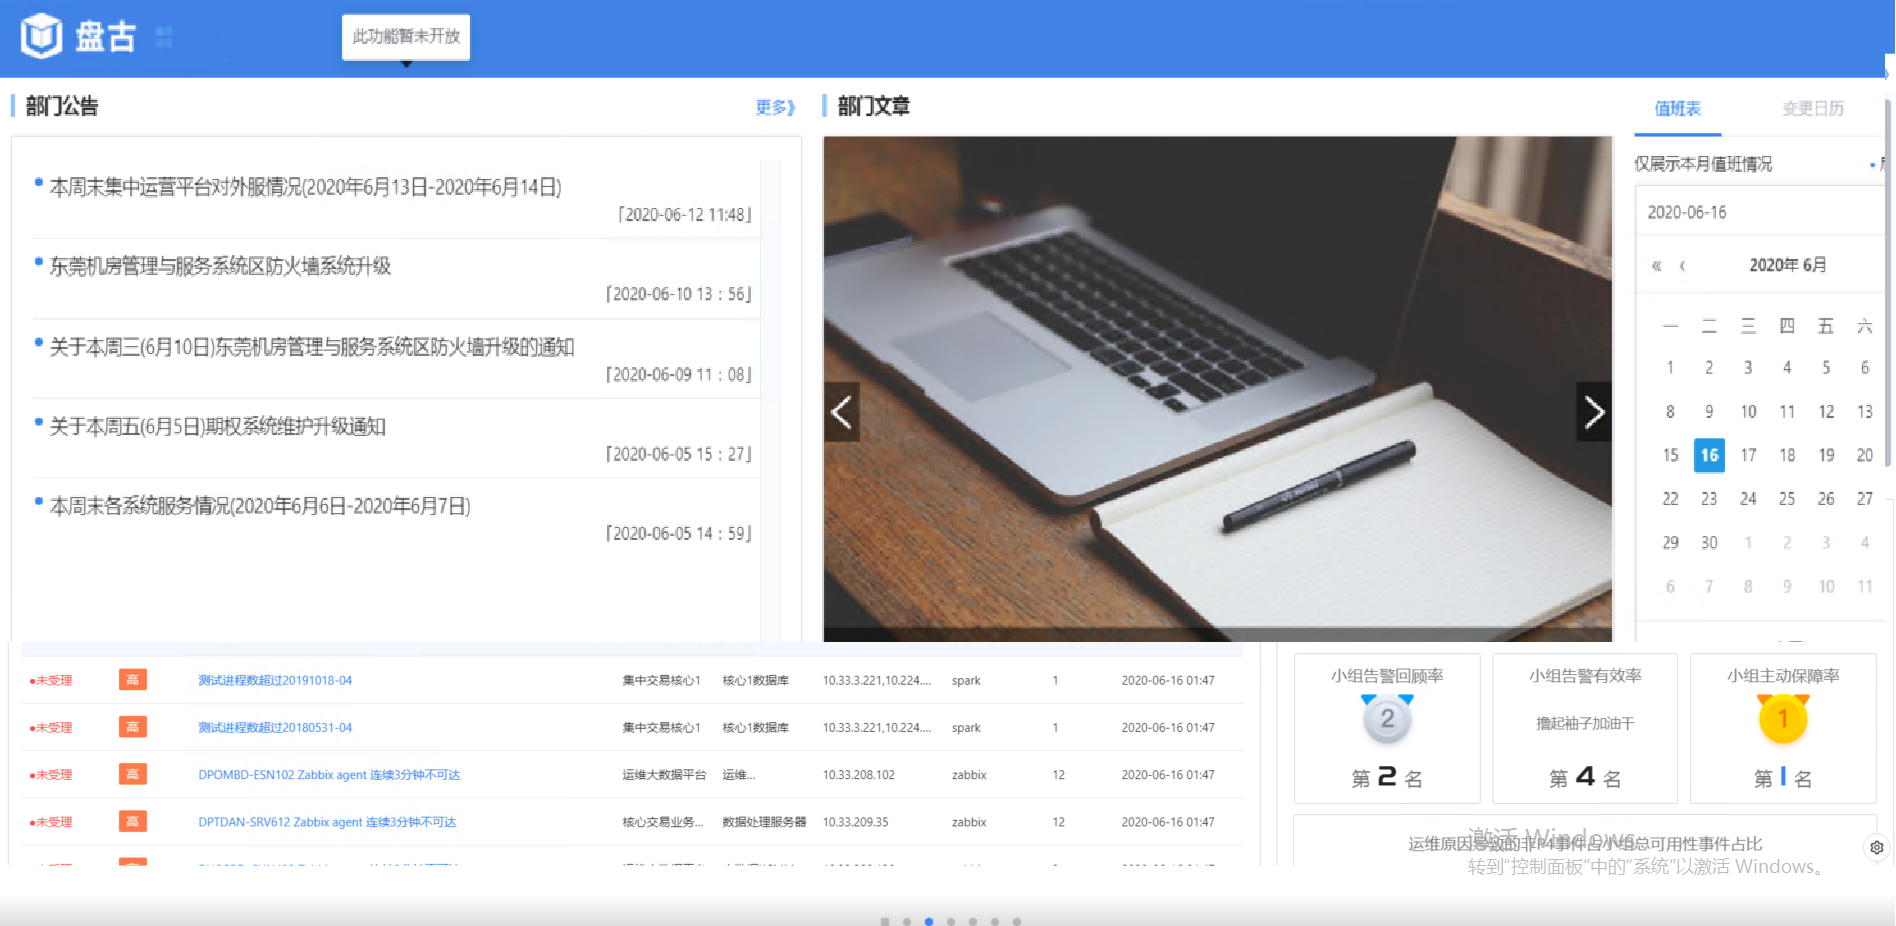 盘古
此功能暂未开放
部门公告
更多》
本周末集中运营平台对外服情况(2020年6月13日-2020年6月14日)
「2020-06-12 11:48」
东莞机房管理与服务系统区防火墙系统升级
「2020-06-10 13:56」
关于本周三(6月10日)东莞机房管理与服务系统区防火墙升级的通知
「2020-06-09 11:08」
关于本周五(6月5日)期权系统维护升级通知
「2020-06-05 15:27」
本周末各系统服务情况(2020年6月6日-2020年6月7日)
「2020-06-05 14:59」
部门文章
值班表 变更日历
仅展示本月值班情况
2020-06-16
« ‹ 2020年 6月
一 二 三 四 五 六
1 2 3 4 5 6
8 9 10 11 12 13
15 16 17 18 19 20
22 23 24 25 26 27
29 30 1 2 3 4
6 7 8 9 10 11
未受理 高 测试进程数超过20191018-04 集中交易核心1 核心1数据库 10.33.3.221,10.224.... spark 1 2020-06-16 01:47
未受理 高 测试进程数超过20180531-04 集中交易核心1 核心1数据库 10.33.3.221,10.224.... spark 1 2020-06-16 01:47
未受理 高 DPOMBD-ESN102 Zabbix agent 连续3分钟不可达 运维大数据平台 运维... 10.33.208.102 zabbix 12 2020-06-16 01:47
未受理 高 DPTDAN-SRV612 Zabbix agent 连续3分钟不可达 核心交易业务... 数据处理服务器 10.33.209.35 zabbix 12 2020-06-16 01:47
小组告警回顾率
2
第 2 名
小组告警有效率
撸起袖子加油干
第 4 名
小组主动保障率
1
第 1 名
运维原因导致的非P4事件占小组总可用性事件占比
激活 Windows
转到“控制面板”中的“系统”以激活 Windows。